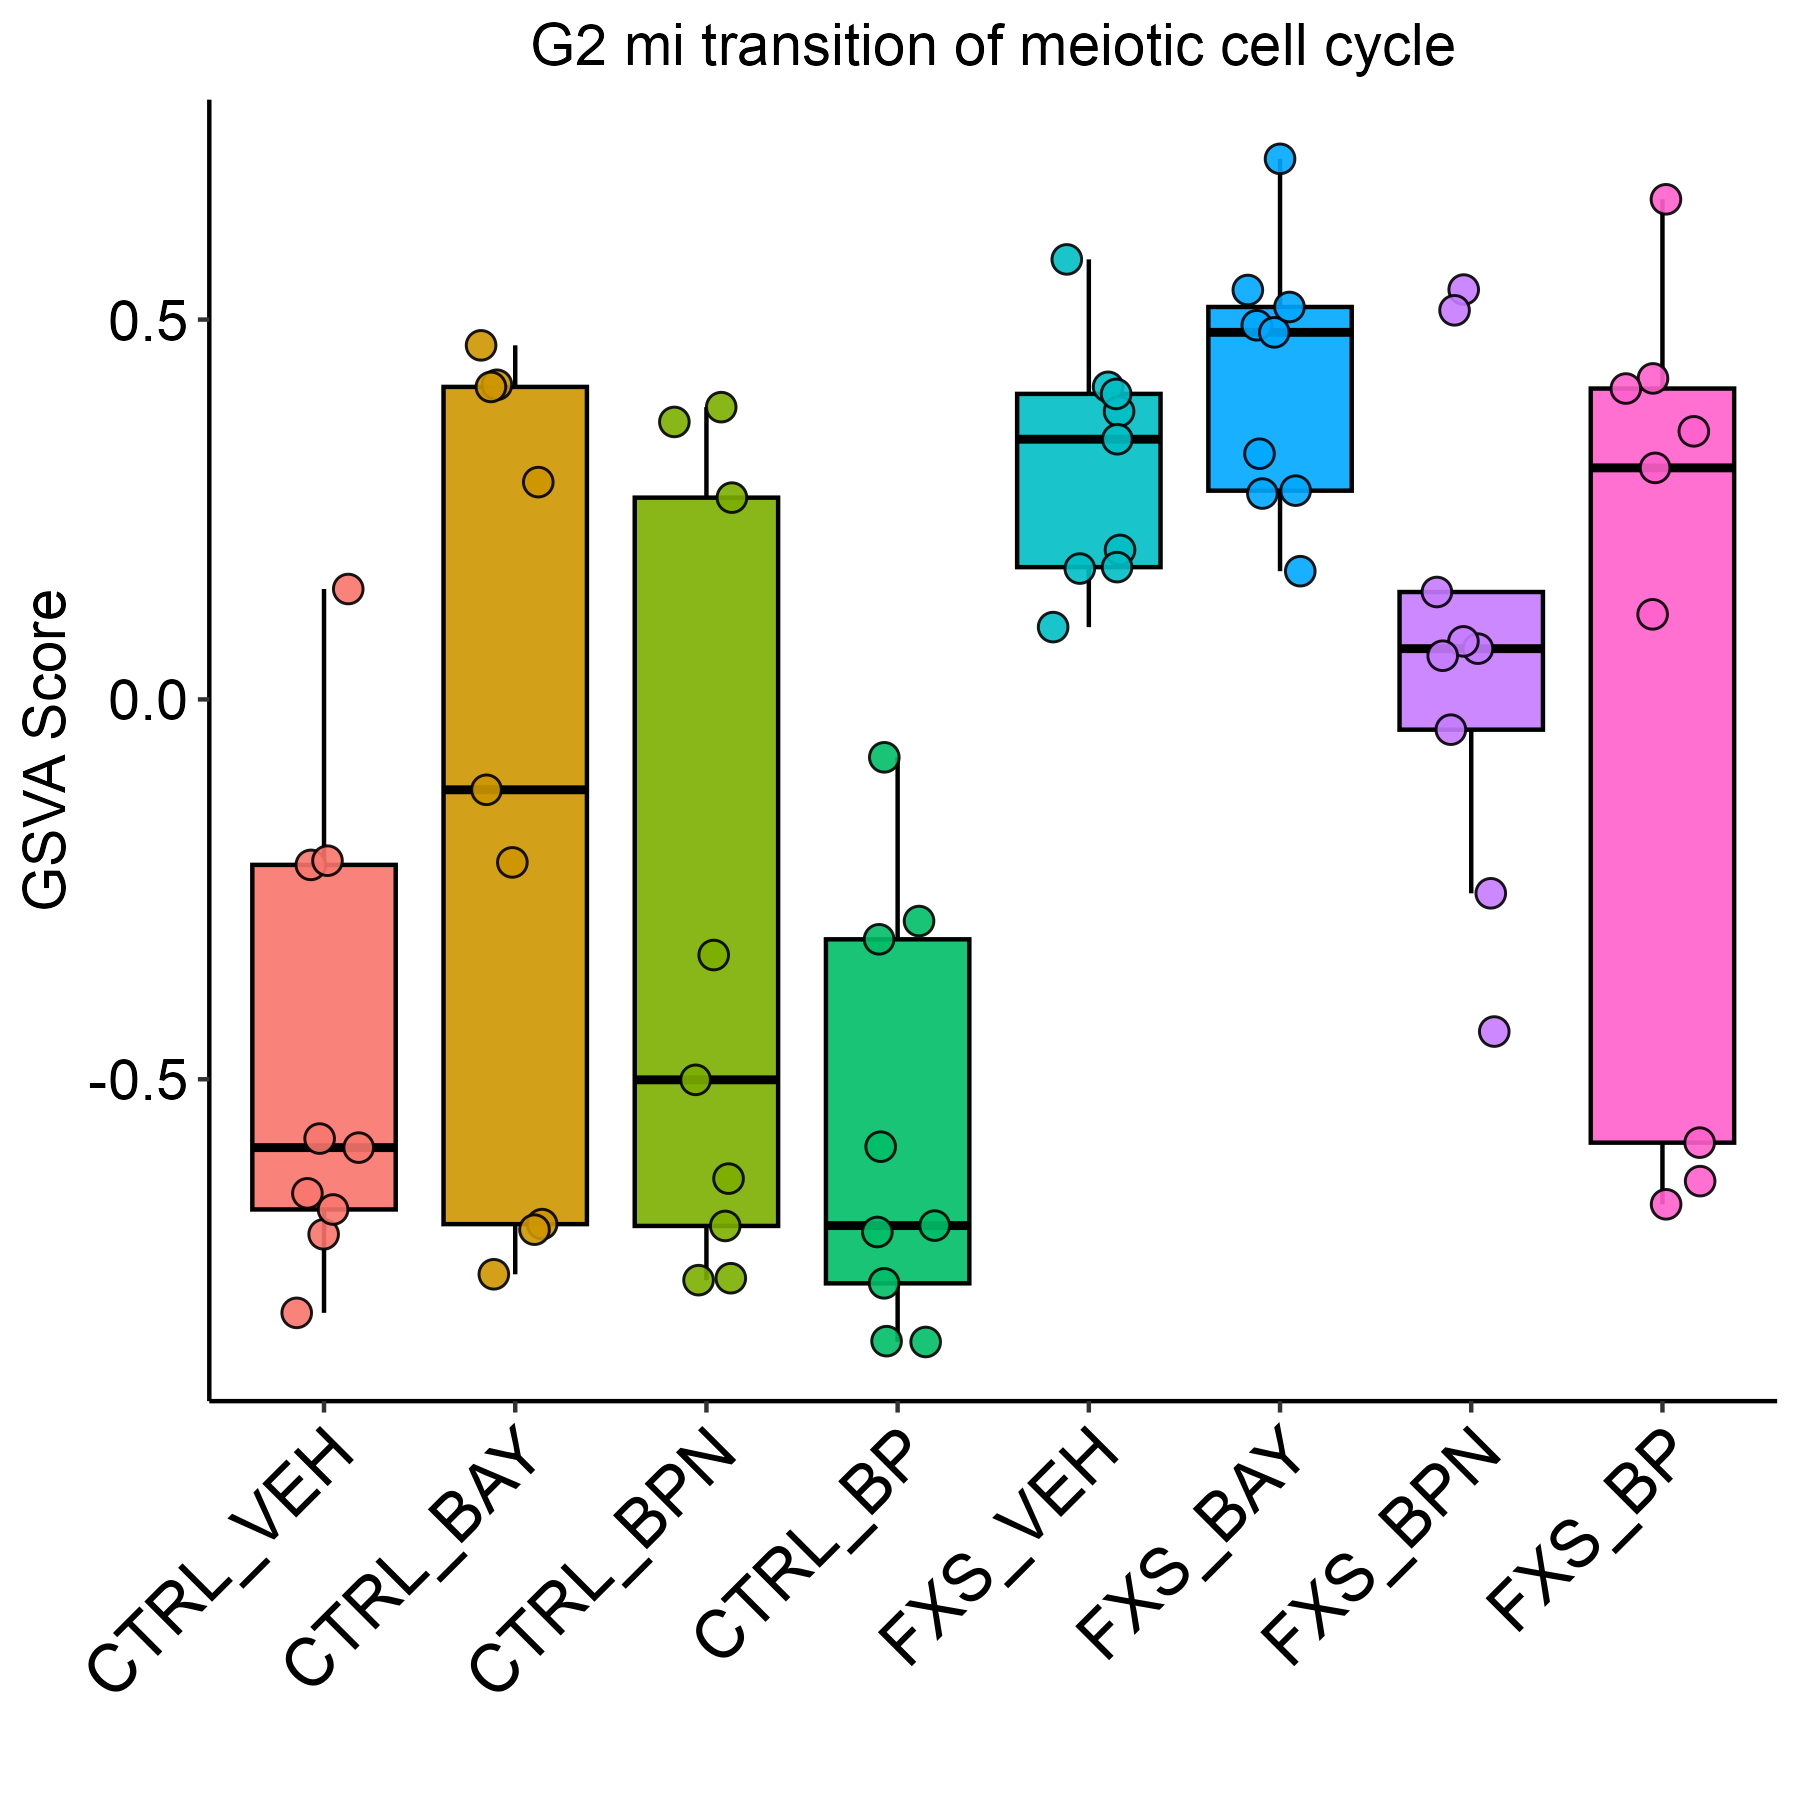 G2 mi transition of meiotic cell cycle
GSVA Score
0.5
0.0
-0.5
CTRL_VEH
CTRL_BAY
CTRL_BPN
CTRL_BP
FXS_VEH
FXS_BAY
FXS_BPN
FXS_BP